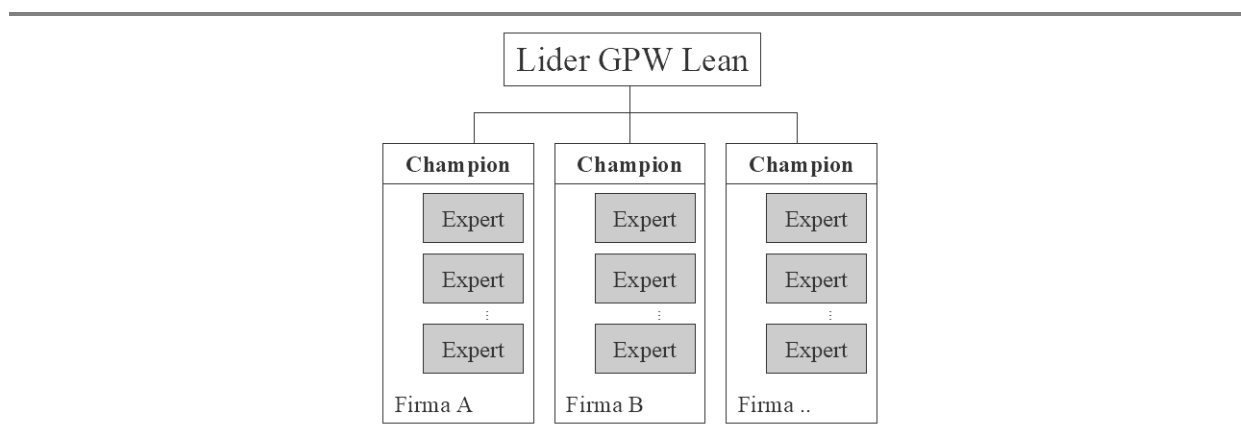 Lider GPW Lean
Champion Champion Champion
Expert Expert Expert
Expert Expert Expert
⋮ ⋮ ⋮
Expert Expert Expert
Firma A Firma B Firma ..